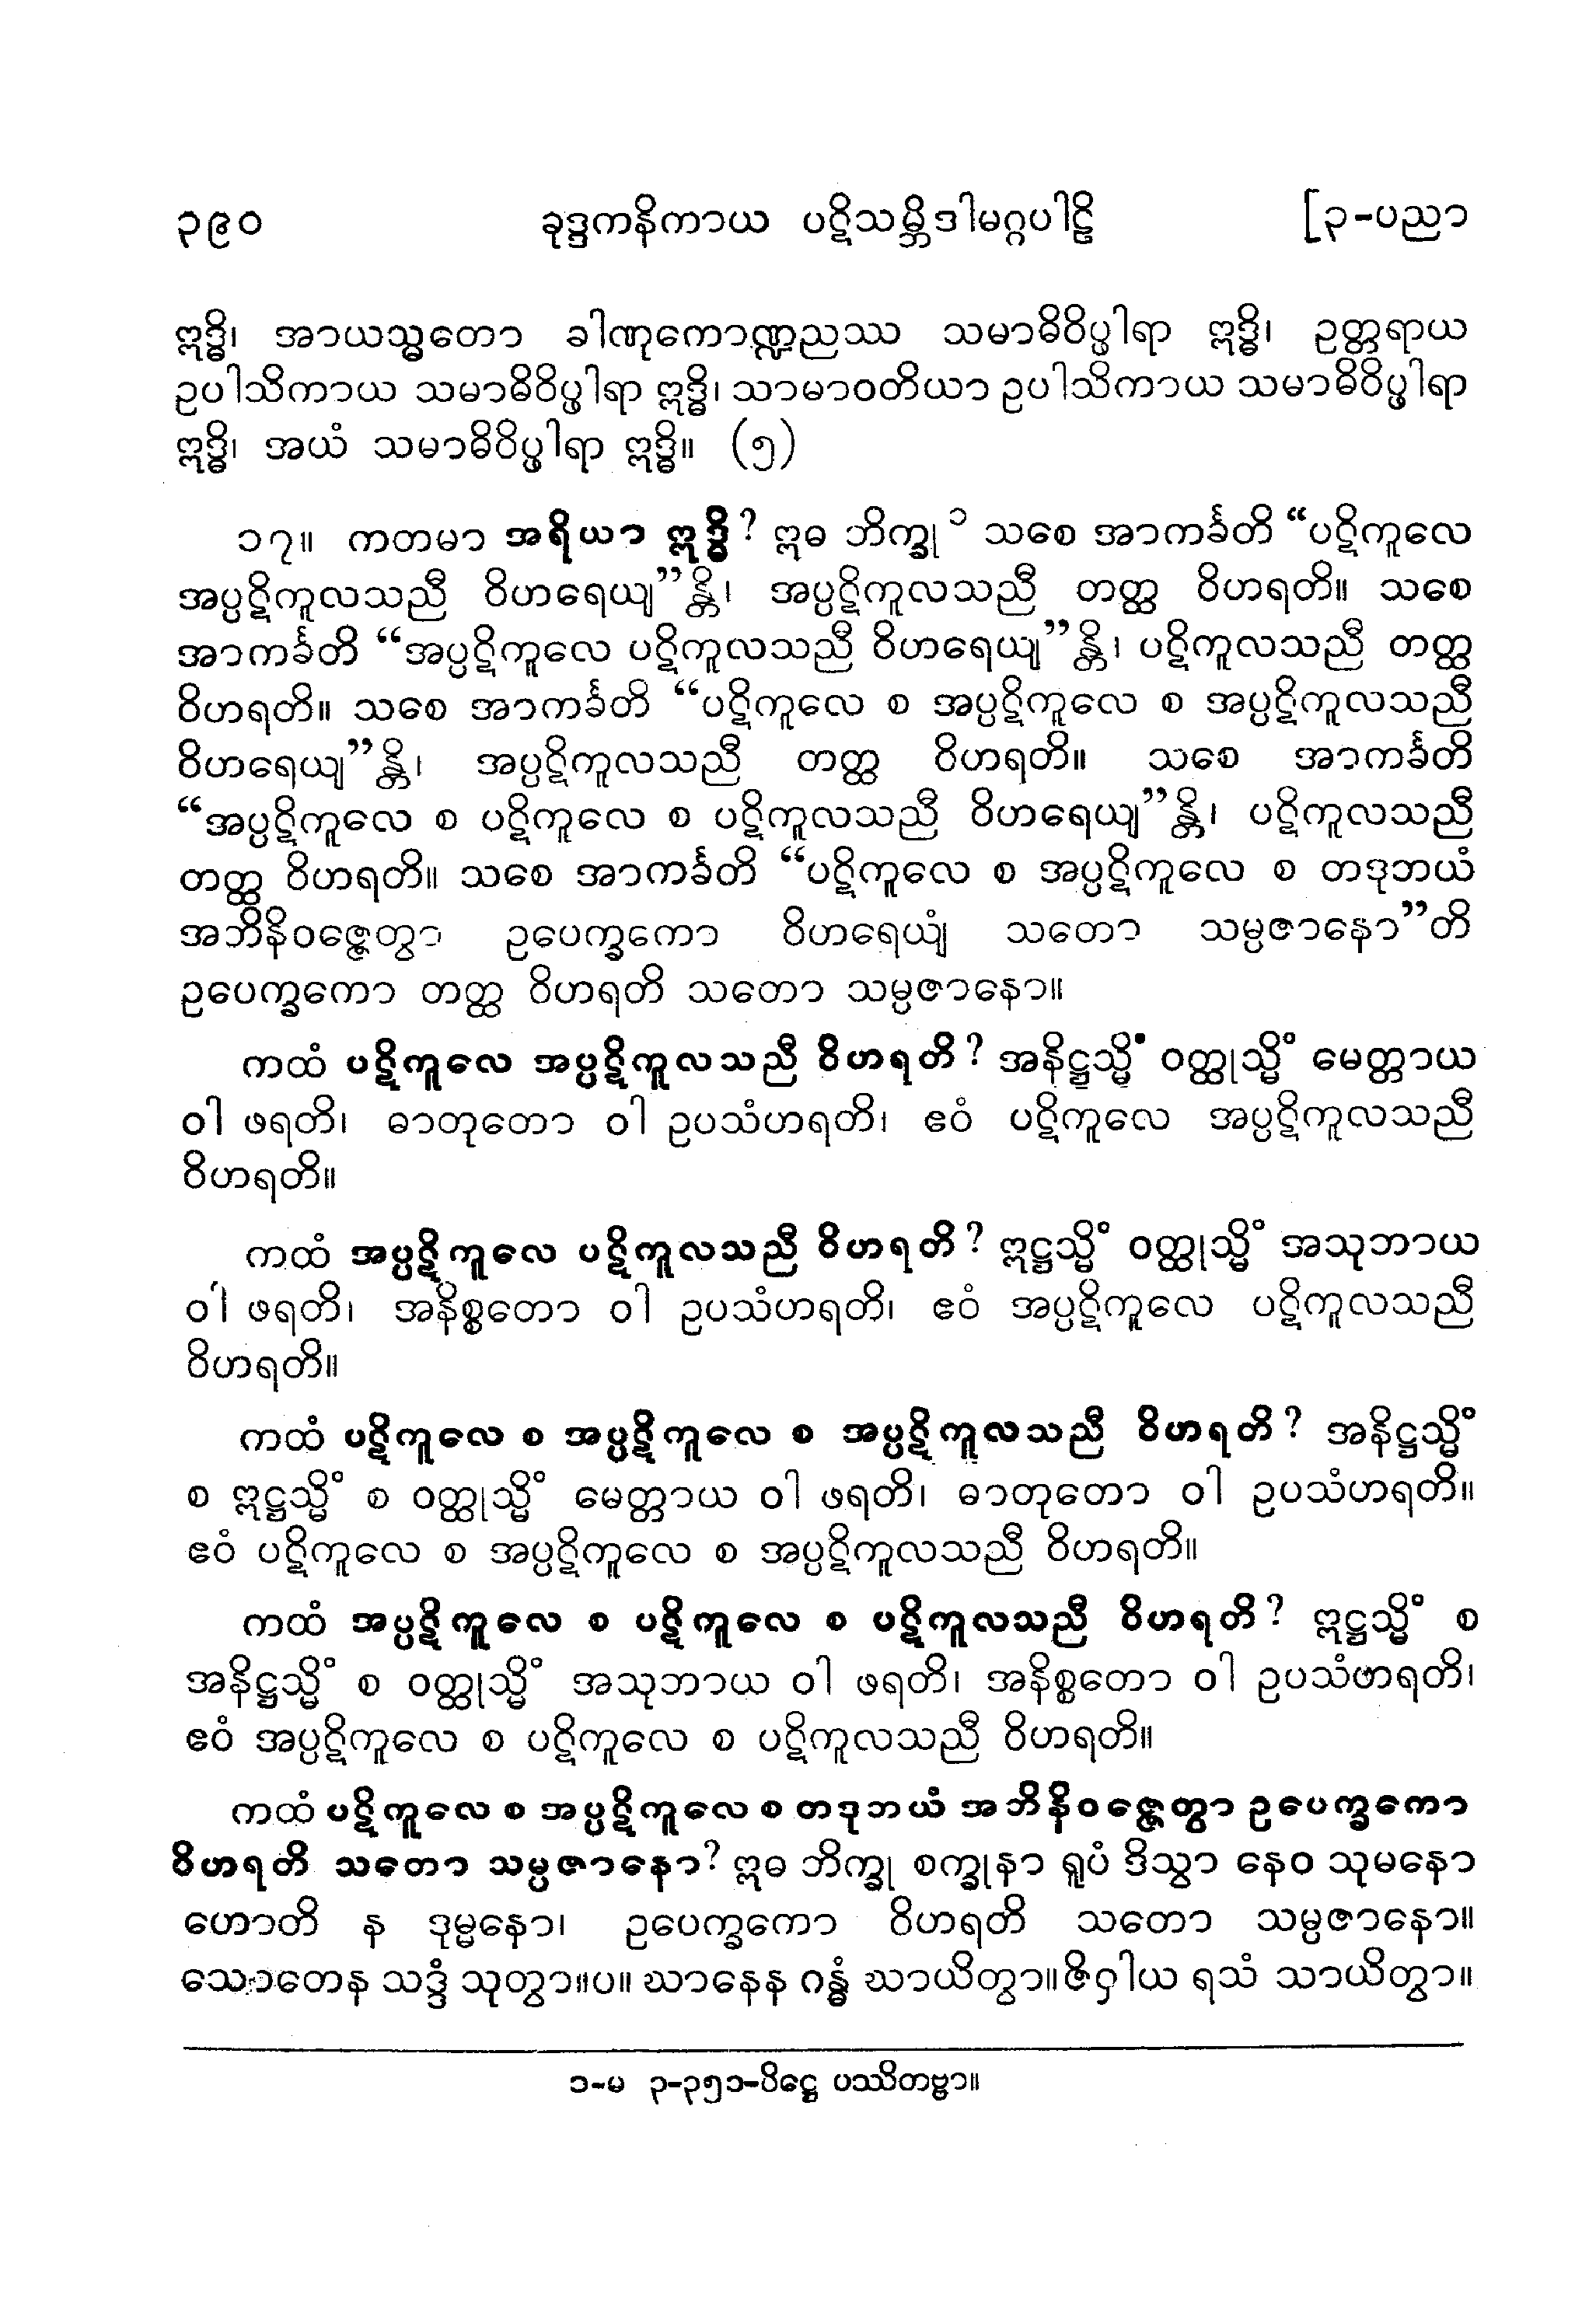 ၃၉၀ ခုဒ္ဒကနိကာယ ပဋိသမ္ဘိဒါမဂ္ဂပါဠိ [၃-ပညာ
ဣဒ္ဓိ၊ အာယသ္မတော ခါဏုကောဏ္ဍညဿ သမာဓိဝိပ္ဖါရာ ဣဒ္ဓိ၊ ဥတ္တရာယ
ဥပါသိကာယ သမာဓိဝိပ္ဖါရာ ဣဒ္ဓိ၊ သာမာဝတိယာ ဥပါသိကာယ သမာဓိဝိပ္ဖါရာ
ဣဒ္ဓိ၊ အယံ သမာဓိဝိပ္ဖါရာ ဣဒ္ဓိ။ (၅)
၁၇။ ကတမာ အရိယာ ဣဒ္ဓိ? ဣဓ ဘိက္ခု ၁ သစေ အာကင်္ခတိ “ပဋိကူလေ
အပ္ပဋိကူလသညီ ဝိဟရေယျ”န္တိ၊ အပ္ပဋိကူလသညီ တတ္ထ ဝိဟရတိ။ သစေ
အာကင်္ခတိ “အပ္ပဋိကူလေ ပဋိကူလသညီ ဝိဟရေယျ”န္တိ၊ ပဋိကူလသညီ တတ္ထ
ဝိဟရတိ။ သစေ အာကင်္ခတိ “ပဋိကူလေ စ အပ္ပဋိကူလေ စ အပ္ပဋိကူလသညီ
ဝိဟရေယျ”န္တိ၊ အပ္ပဋိကူလသညီ တတ္ထ ဝိဟရတိ။ သစေ အာကင်္ခတိ
“အပ္ပဋိကူလေ စ ပဋိကူလေ စ ပဋိကူလသညီ ဝိဟရေယျ”န္တိ၊ ပဋိကူလသညီ
တတ္ထ ဝိဟရတိ။ သစေ အာကင်္ခတိ “ပဋိကူလေ စ အပ္ပဋိကူလေ စ တဒုဘယံ
အဘိနိဝဇ္ဇေတွာ ဥပေက္ခကော ဝိဟရေယျံ သတော သမ္ပဇာနော”တိ
ဥပေက္ခကော တတ္ထ ဝိဟရတိ သတော သမ္ပဇာနော။
ကထံ ပဋိကူလေ အပ္ပဋိကူလသညီ ဝိဟရတိ? အနိဋ္ဌသ္မိံ ဝတ္ထုသ္မိံ မေတ္တာယ
ဝါ ဖရတိ၊ ဓာတုတော ဝါ ဥပသံဟရတိ၊ ဧဝံ ပဋိကူလေ အပ္ပဋိကူလသညီ
ဝိဟရတိ။
ကထံ အပ္ပဋိကူလေ ပဋိကူလသညီ ဝိဟရတိ? ဣဋ္ဌသ္မိံ ဝတ္ထုသ္မိံ အသုဘာယ
ဝါ ဖရတိ၊ အနိစ္စတော ဝါ ဥပသံဟရတိ၊ ဧဝံ အပ္ပဋိကူလေ ပဋိကူလသညီ
ဝိဟရတိ။
ကထံ ပဋိကူလေ စ အပ္ပဋိကူလေ စ အပ္ပဋိကူလသညီ ဝိဟရတိ? အနိဋ္ဌသ္မိံ
စ ဣဋ္ဌသ္မိံ စ ဝတ္ထုသ္မိံ မေတ္တာယ ဝါ ဖရတိ၊ ဓာတုတော ဝါ ဥပသံဟရတိ။
ဧဝံ ပဋိကူလေ စ အပ္ပဋိကူလေ စ အပ္ပဋိကူလသညီ ဝိဟရတိ။
ကထံ အပ္ပဋိကူလေ စ ပဋိကူလေ စ ပဋိကူလသညီ ဝိဟရတိ? ဣဋ္ဌသ္မိံ စ
အနိဋ္ဌသ္မိံ စ ဝတ္ထုသ္မိံ အသုဘာယ ဝါ ဖရတိ၊ အနိစ္စတော ဝါ ဥပသံဟရတိ၊
ဧဝံ အပ္ပဋိကူလေ စ ပဋိကူလေ စ ပဋိကူလသညီ ဝိဟရတိ။
ကထံ ပဋိကူလေ စ အပ္ပဋိကူလေ စ တဒုဘယံ အဘိနိဝဇ္ဇေတွာ ဥပေက္ခကော
ဝိဟရတိ သတော သမ္ပဇာနော? ဣဓ ဘိက္ခု စက္ခုနာ ရူပံ ဒိသွာ နေဝ သုမနော
ဟောတိ န ဒုမ္မနော၊ ဥပေက္ခကော ဝိဟရတိ သတော သမ္ပဇာနော။
သောတေန သဒ္ဒံ သုတွာ။ပ။ ဃာနေန ဂန္ဓံ ဃာယိတွာ။ဇိဝှါယ ရသံ သာယိတွာ။
၁-မ ၃-၃၅၁-ပိဋ္ဌေ ပဿိတဗ္ဗာ။